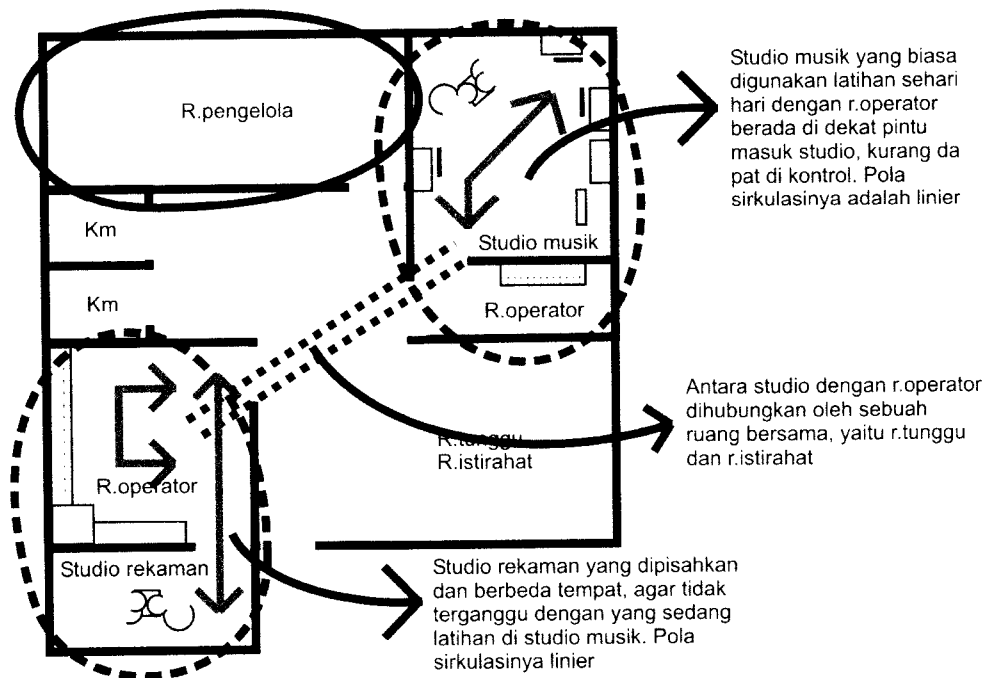 R.pengelola
Km
Km
Studio musik
R.operator
R.operator
Studio rekaman
R.tunggu
R.istirahat
Studio musik yang biasa
digunakan latihan sehari
hari dengan r.operator
berada di dekat pintu
masuk studio, kurang da
pat di kontrol. Pola
sirkulasinya adalah linier
Antara studio dengan r.operator
dihubungkan oleh sebuah
ruang bersama, yaitu r.tunggu
dan r.istirahat
Studio rekaman yang dipisahkan
dan berbeda tempat, agar tidak
terganggu dengan yang sedang
latihan di studio musik. Pola
sirkulasinya linier